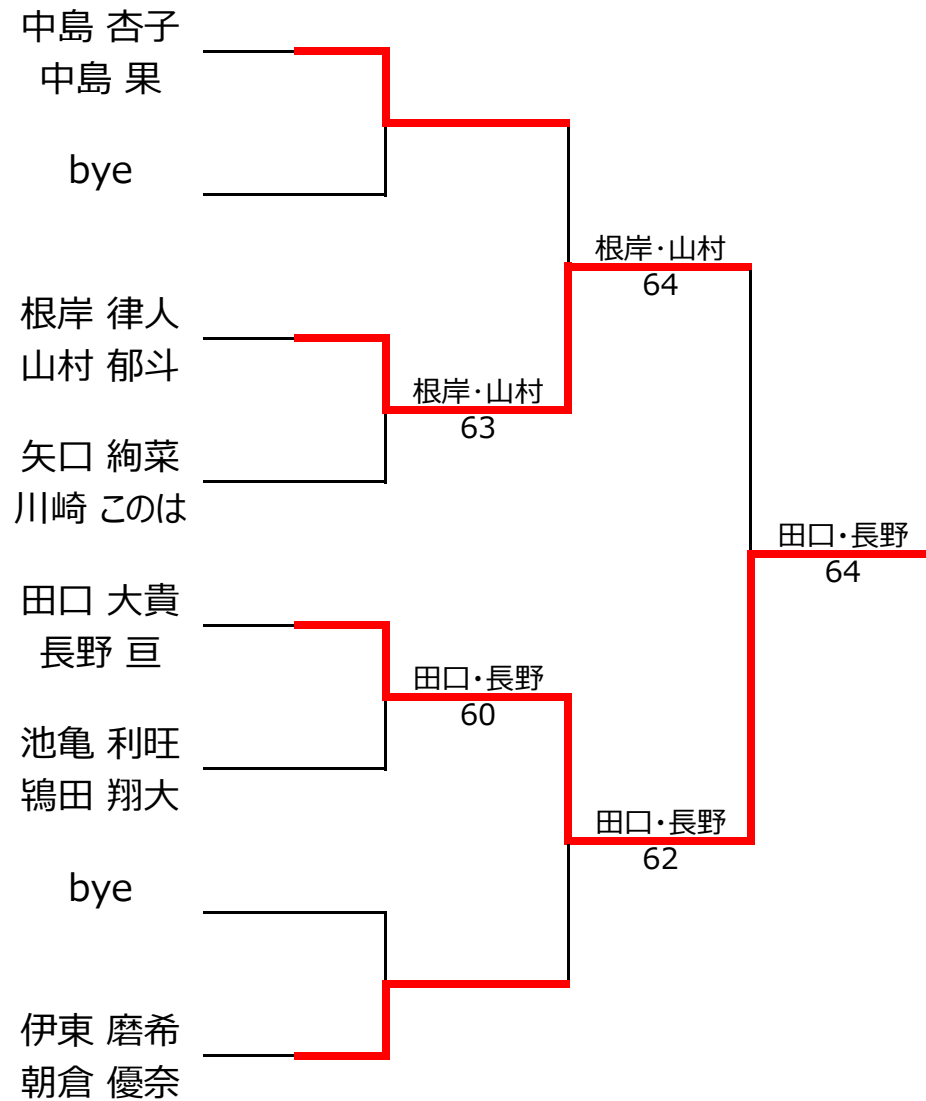 中島 杏子
中島 果
bye
根岸・山村
64
根岸 律人
山村 郁斗
根岸・山村
63
矢口 絢菜
川崎 このは
田口・長野
64
田口 大貴
長野 亘
田口・長野
60
池亀 利旺
鴇田 翔大
田口・長野
62
bye
伊東 磨希
朝倉 優奈